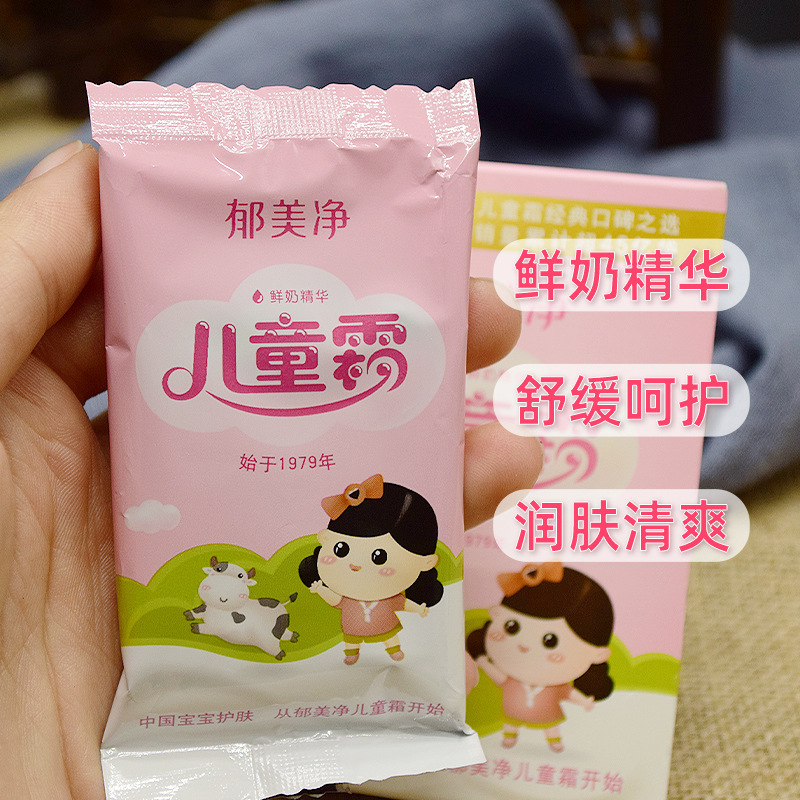 郁美净
鲜奶精华
儿童霜
始于1979年
中国宝宝护肤 从郁美净儿童霜开始
儿童霜经典口碑之选
净
郁美净儿童霜开始
鲜奶精华
舒缓呵护
润肤清爽